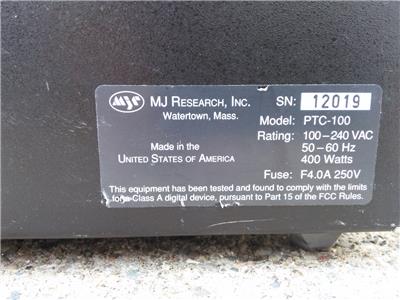 MJR MJ RESEARCH, INC. SN: 12019
Watertown, Mass. Model: PTC-100
Rating: 100-240 VAC
Made in 50-60 Hz
UNITED STATES OF AMERICA 400 Watts
Fuse: F4.0A 250V
This equipment has been tested and found to comply with the limits
for a Class A digital device, pursuant to Part 15 of the FCC Rules.